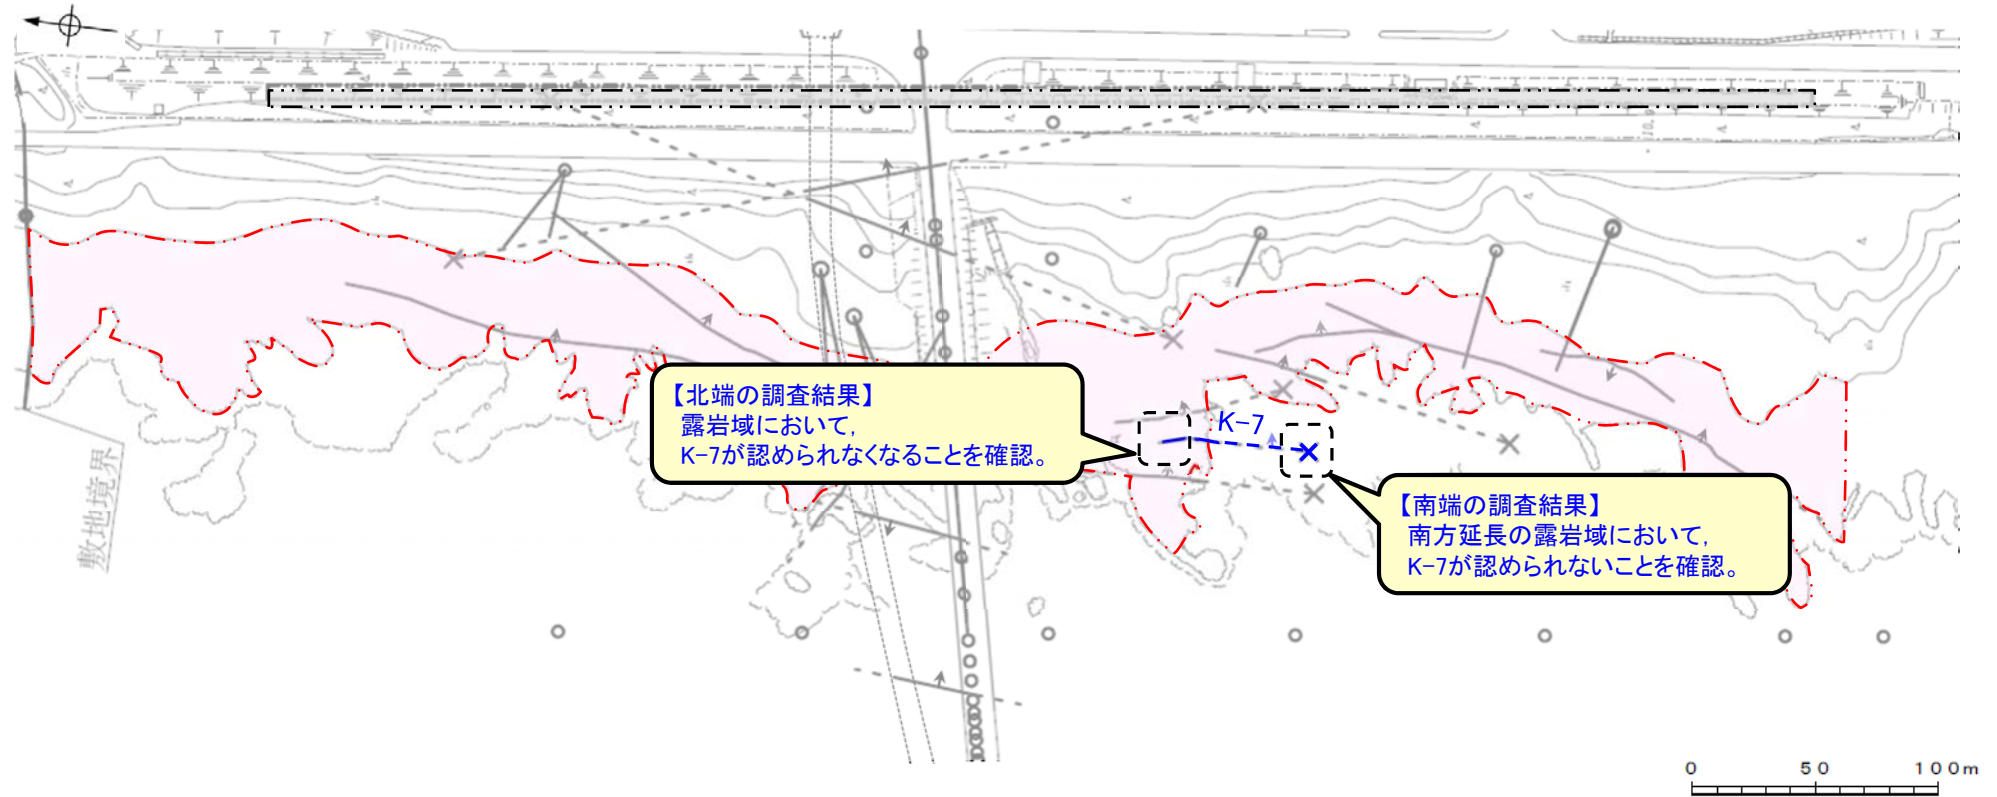 【北端の調査結果】
露岩域において,
K-7が認められなくなることを確認。
K-7
【南端の調査結果】
南方延長の露岩域において,
K-7が認められないことを確認。
敷地境界
0 50 100m